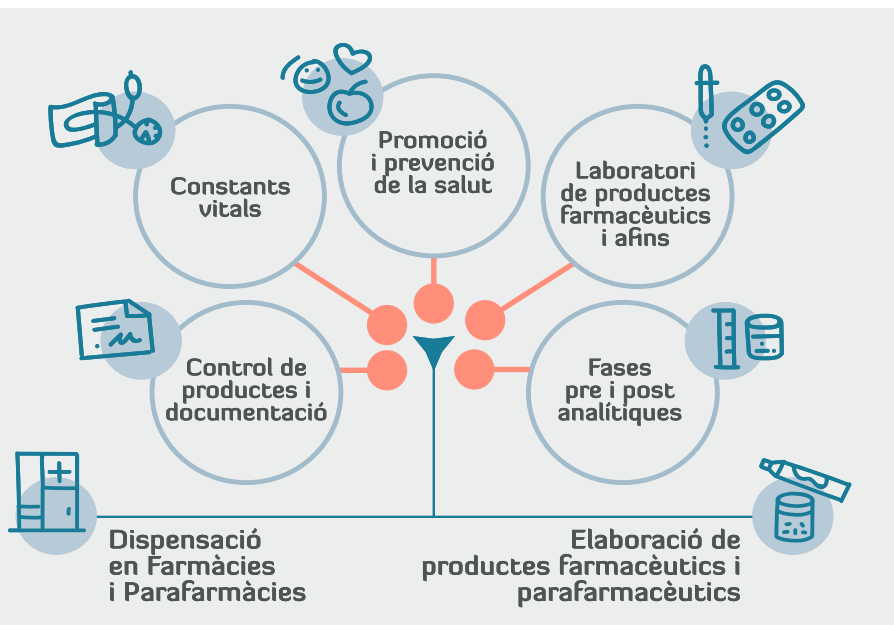 Promoció
i prevenció
de la salut
Constants
vitals
Laboratori
de productes
farmacèutics
i afins
Control de
productes i
documentació
Fases
pre i post
analítiques
Dispensació
en Farmàcies
i Parafarmàcies
Elaboració de
productes farmacèutics i
parafarmacèutics